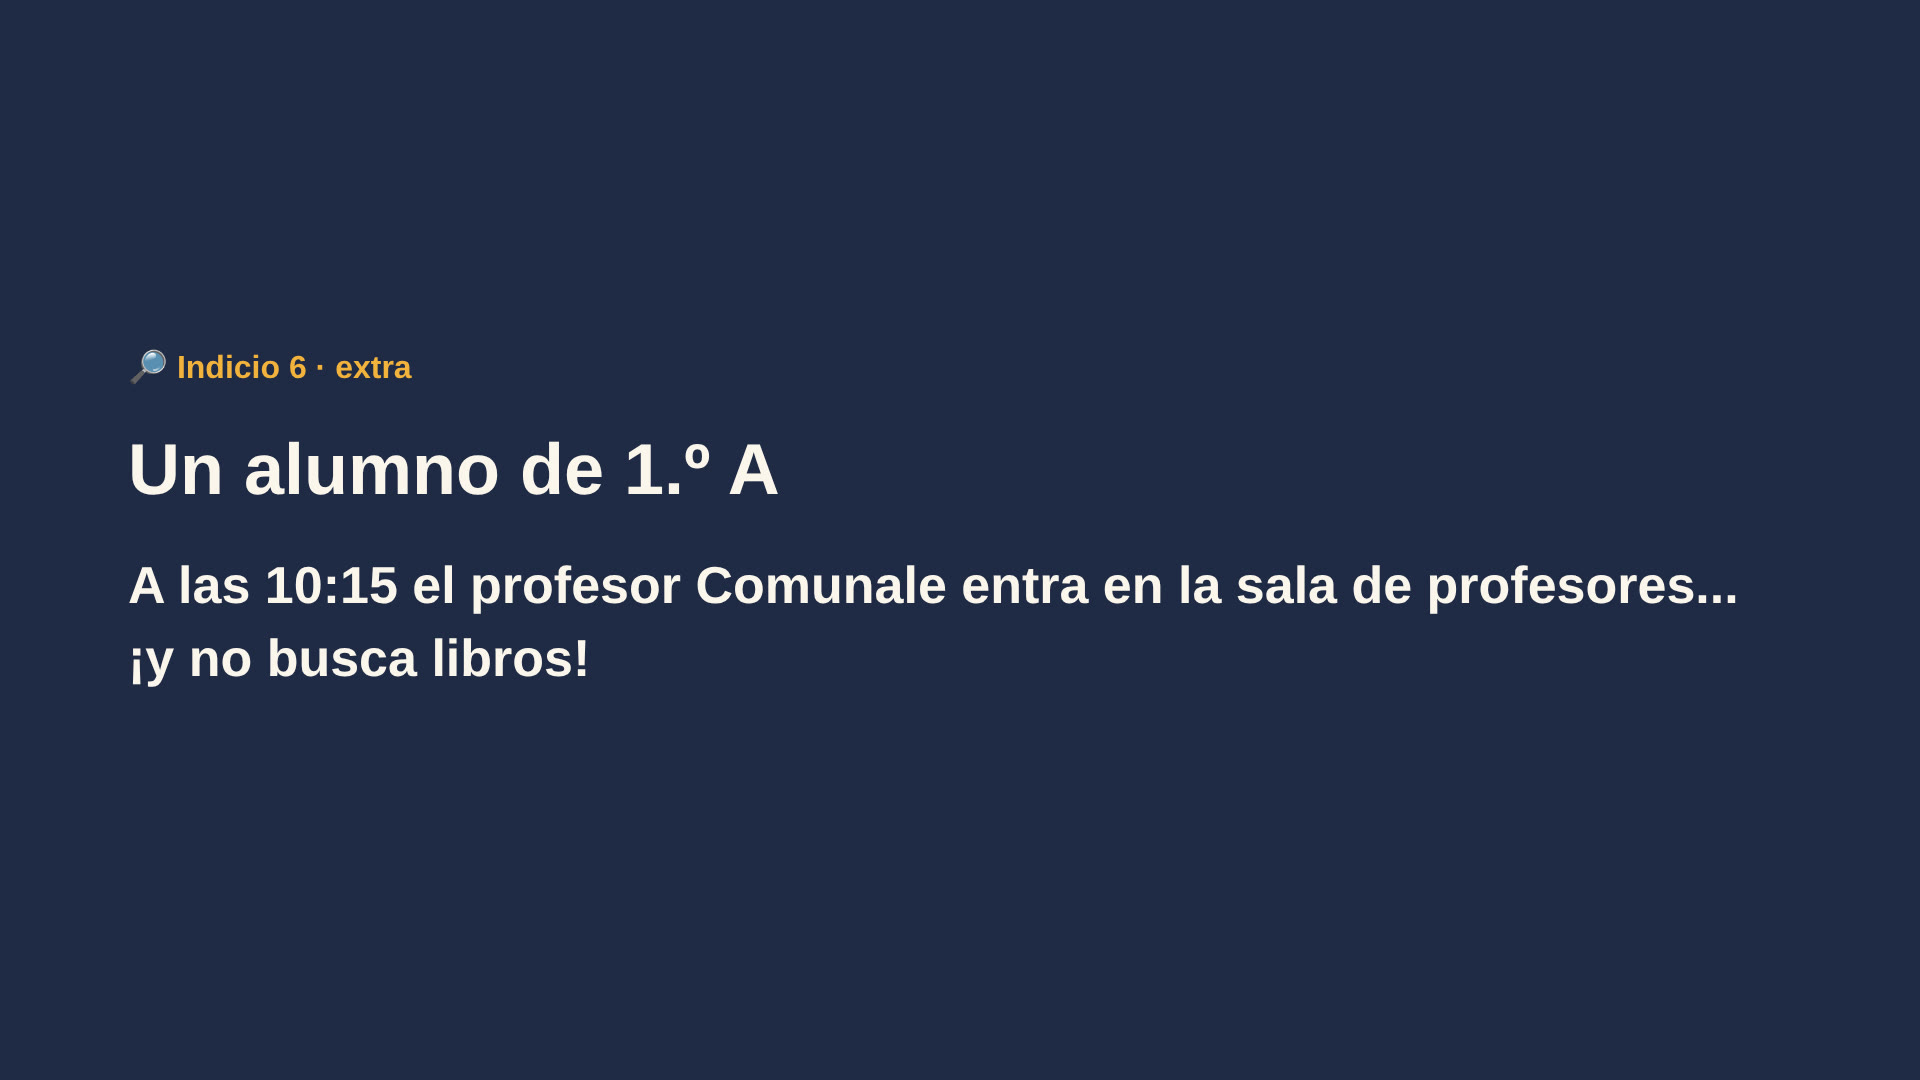 🔎 Indicio 6 · extra
Un alumno de 1.º A
A las 10:15 el profesor Comunale entra en la sala de profesores...
¡y no busca libros!